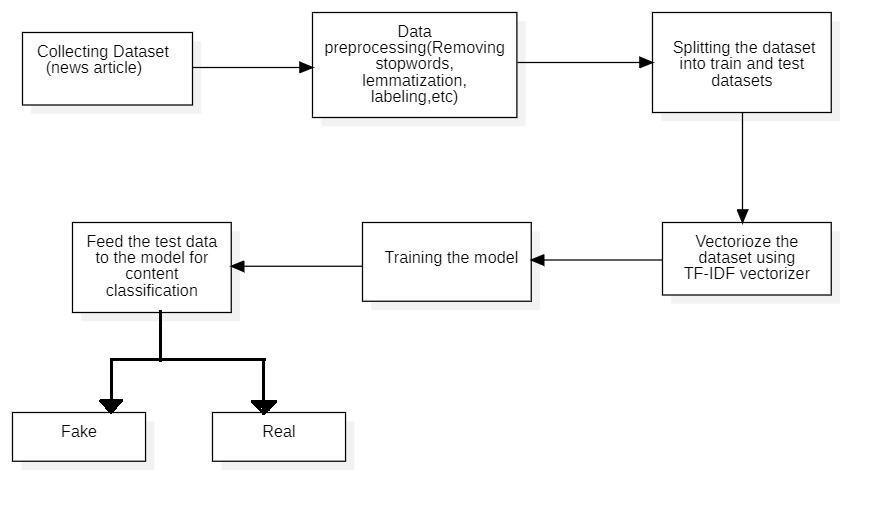 Collecting Dataset
(news article)
Data
preprocessing(Removing
stopwords,
lemmatization,
labeling,etc)
Splitting the dataset
into train and test
datasets
Vectorioze the
dataset using
TF-IDF vectorizer
Training the model
Feed the test data
to the model for
content
classification
Fake
Real